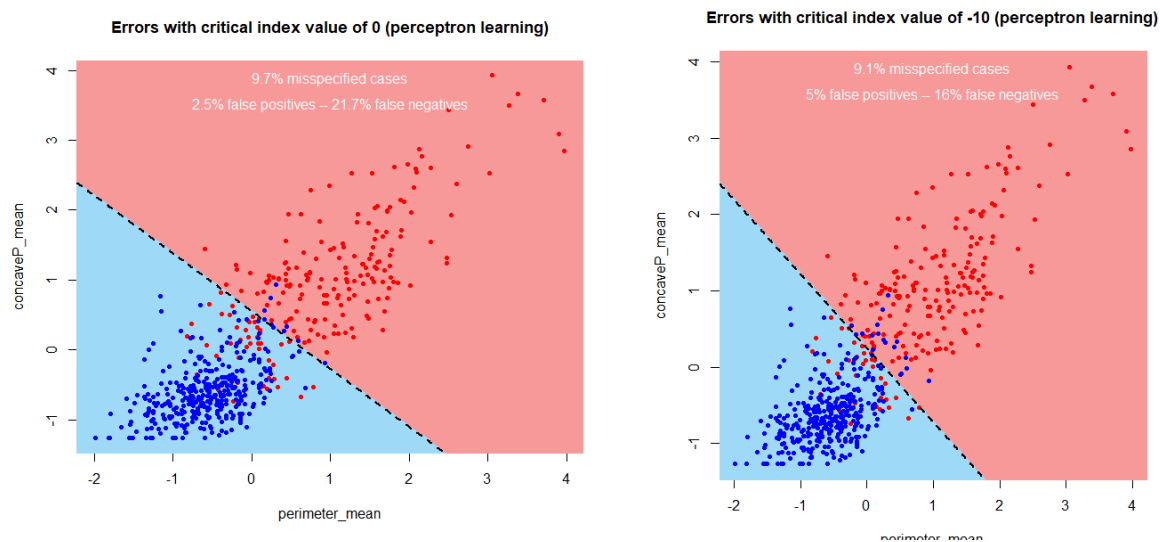 Errors with critical index value of 0 (perceptron learning)
9.7% misspecified cases
2.5% false positives -- 21.7% false negatives
4
3
2
1
0
-1
concaveP_mean
-2
-1
0
1
2
3
4
perimeter_mean
Errors with critical index value of -10 (perceptron learning)
9.1% misspecified cases
5% false positives -- 16% false negatives
4
3
2
1
0
-1
concaveP_mean
-2
-1
0
1
2
3
4
perimeter_mean